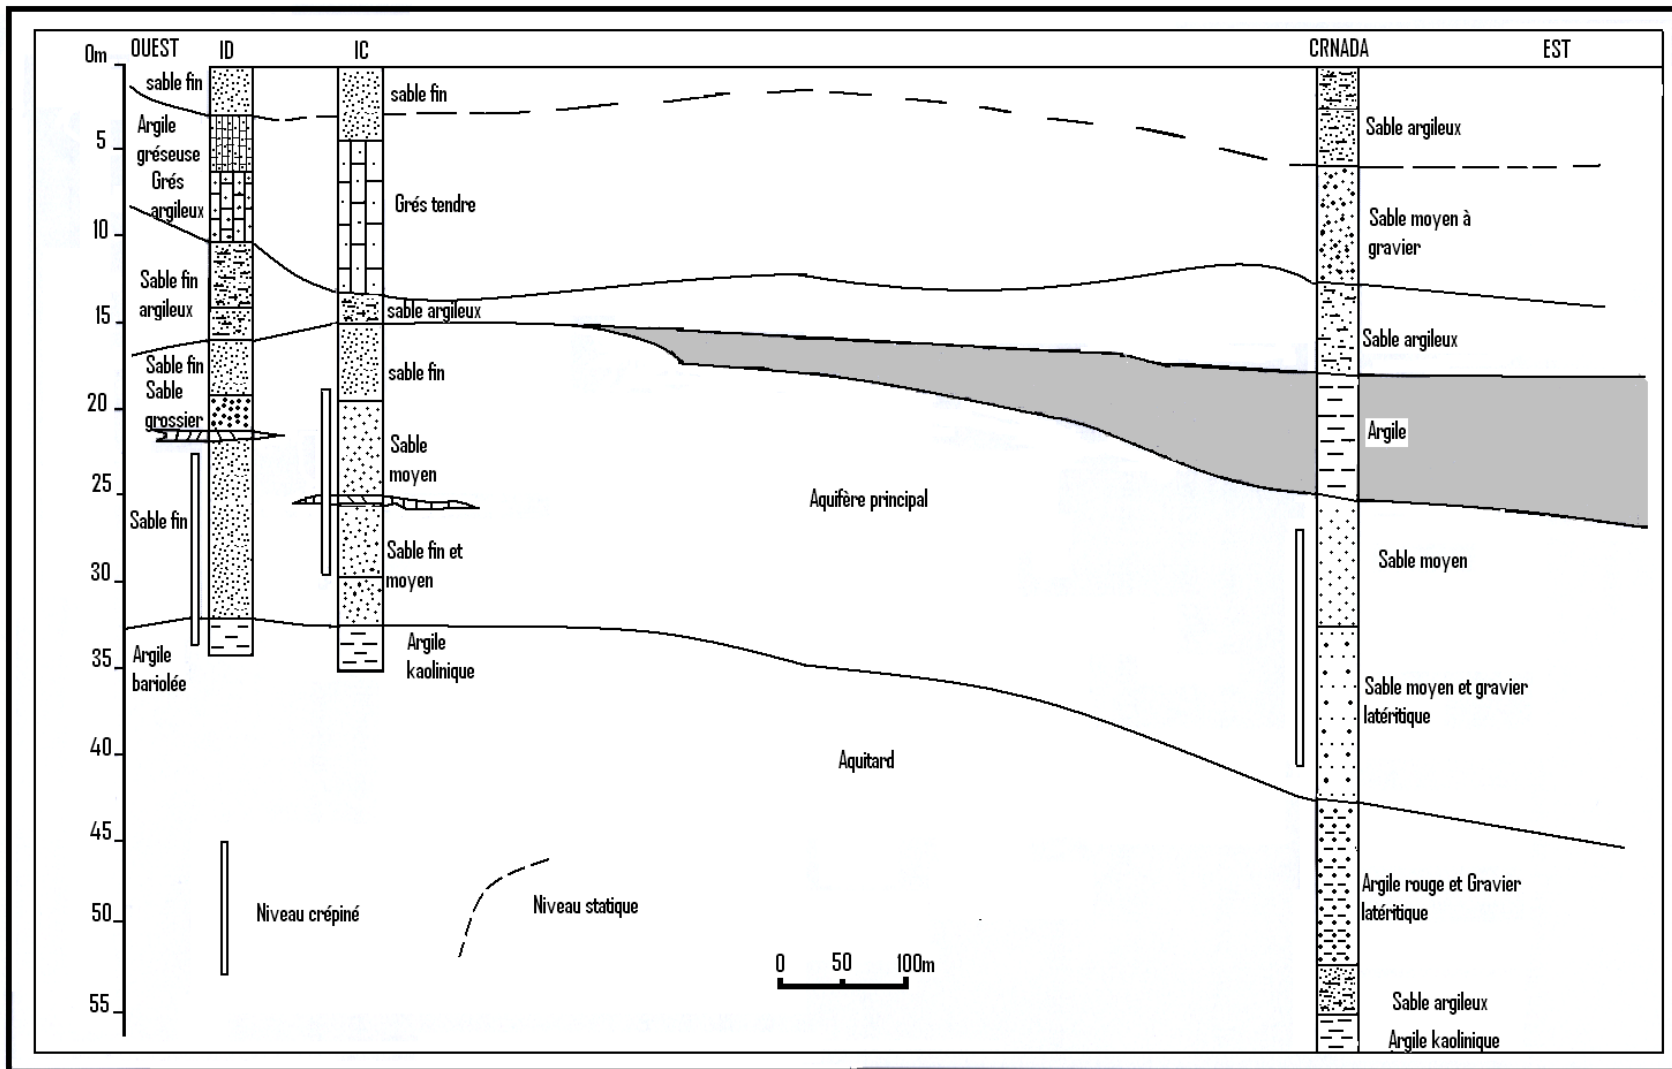 OUEST ID IC CRNADA EST
0m
5
10
15
20
25
30
35
40
45
50
55
sable fin
Argile
gréseuse
Grés
argileux
Sable fin
argileux
Sable fin
Sable
grossier
Sable fin
Argile
bariolée
sable fin
Grés tendre
sable argileux
sable fin
Sable
moyen
Sable fin et
moyen
Argile
kaolinique
Aquifère principal
Aquitard
Sable argileux
Sable moyen à
gravier
Sable argileux
Argile
Sable moyen
Sable moyen et gravier
latéritique
Argile rouge et Gravier
latéritique
Sable argileux
Argile kaolinique
Niveau crépiné
Niveau statique
0 50 100m